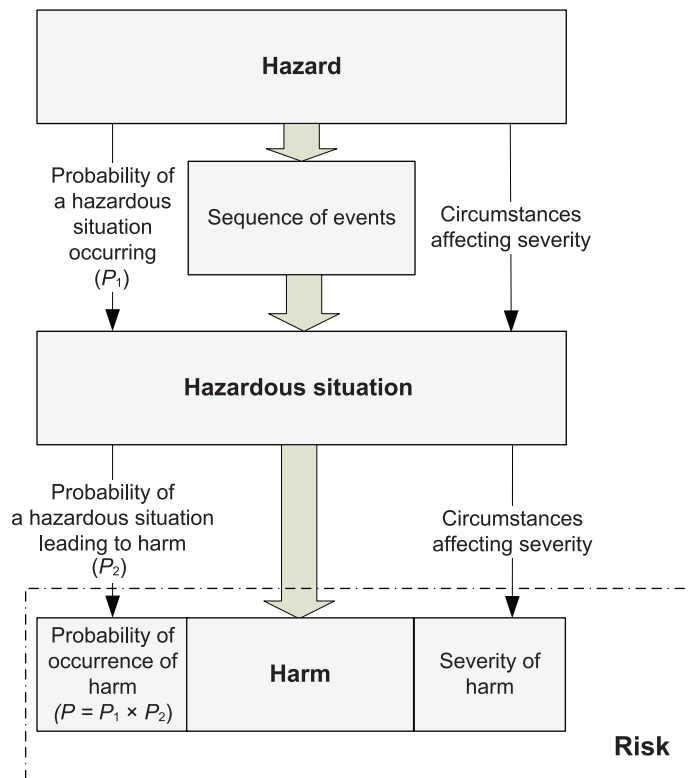 Hazard
Probability of
a hazardous
situation
occurring
(P₁)
Sequence of events
Circumstances
affecting severity
Hazardous situation
Probability of
a hazardous situation
leading to harm
(P₂)
Circumstances
affecting severity
Probability of
occurrence of
harm
(P = P₁ × P₂)
Harm
Severity of
harm
Risk